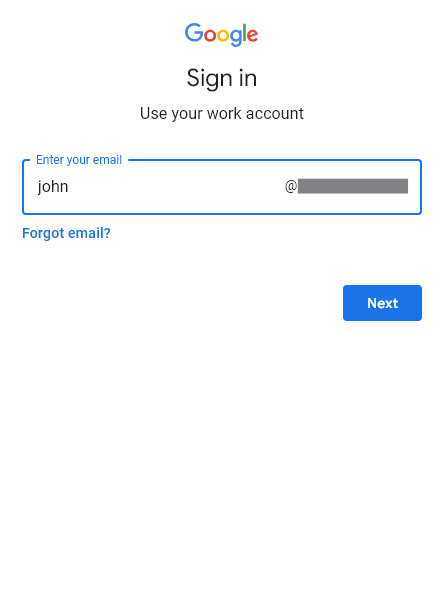 Google
Sign in
Use your work account
Enter your email
john @
Forgot email?
Next